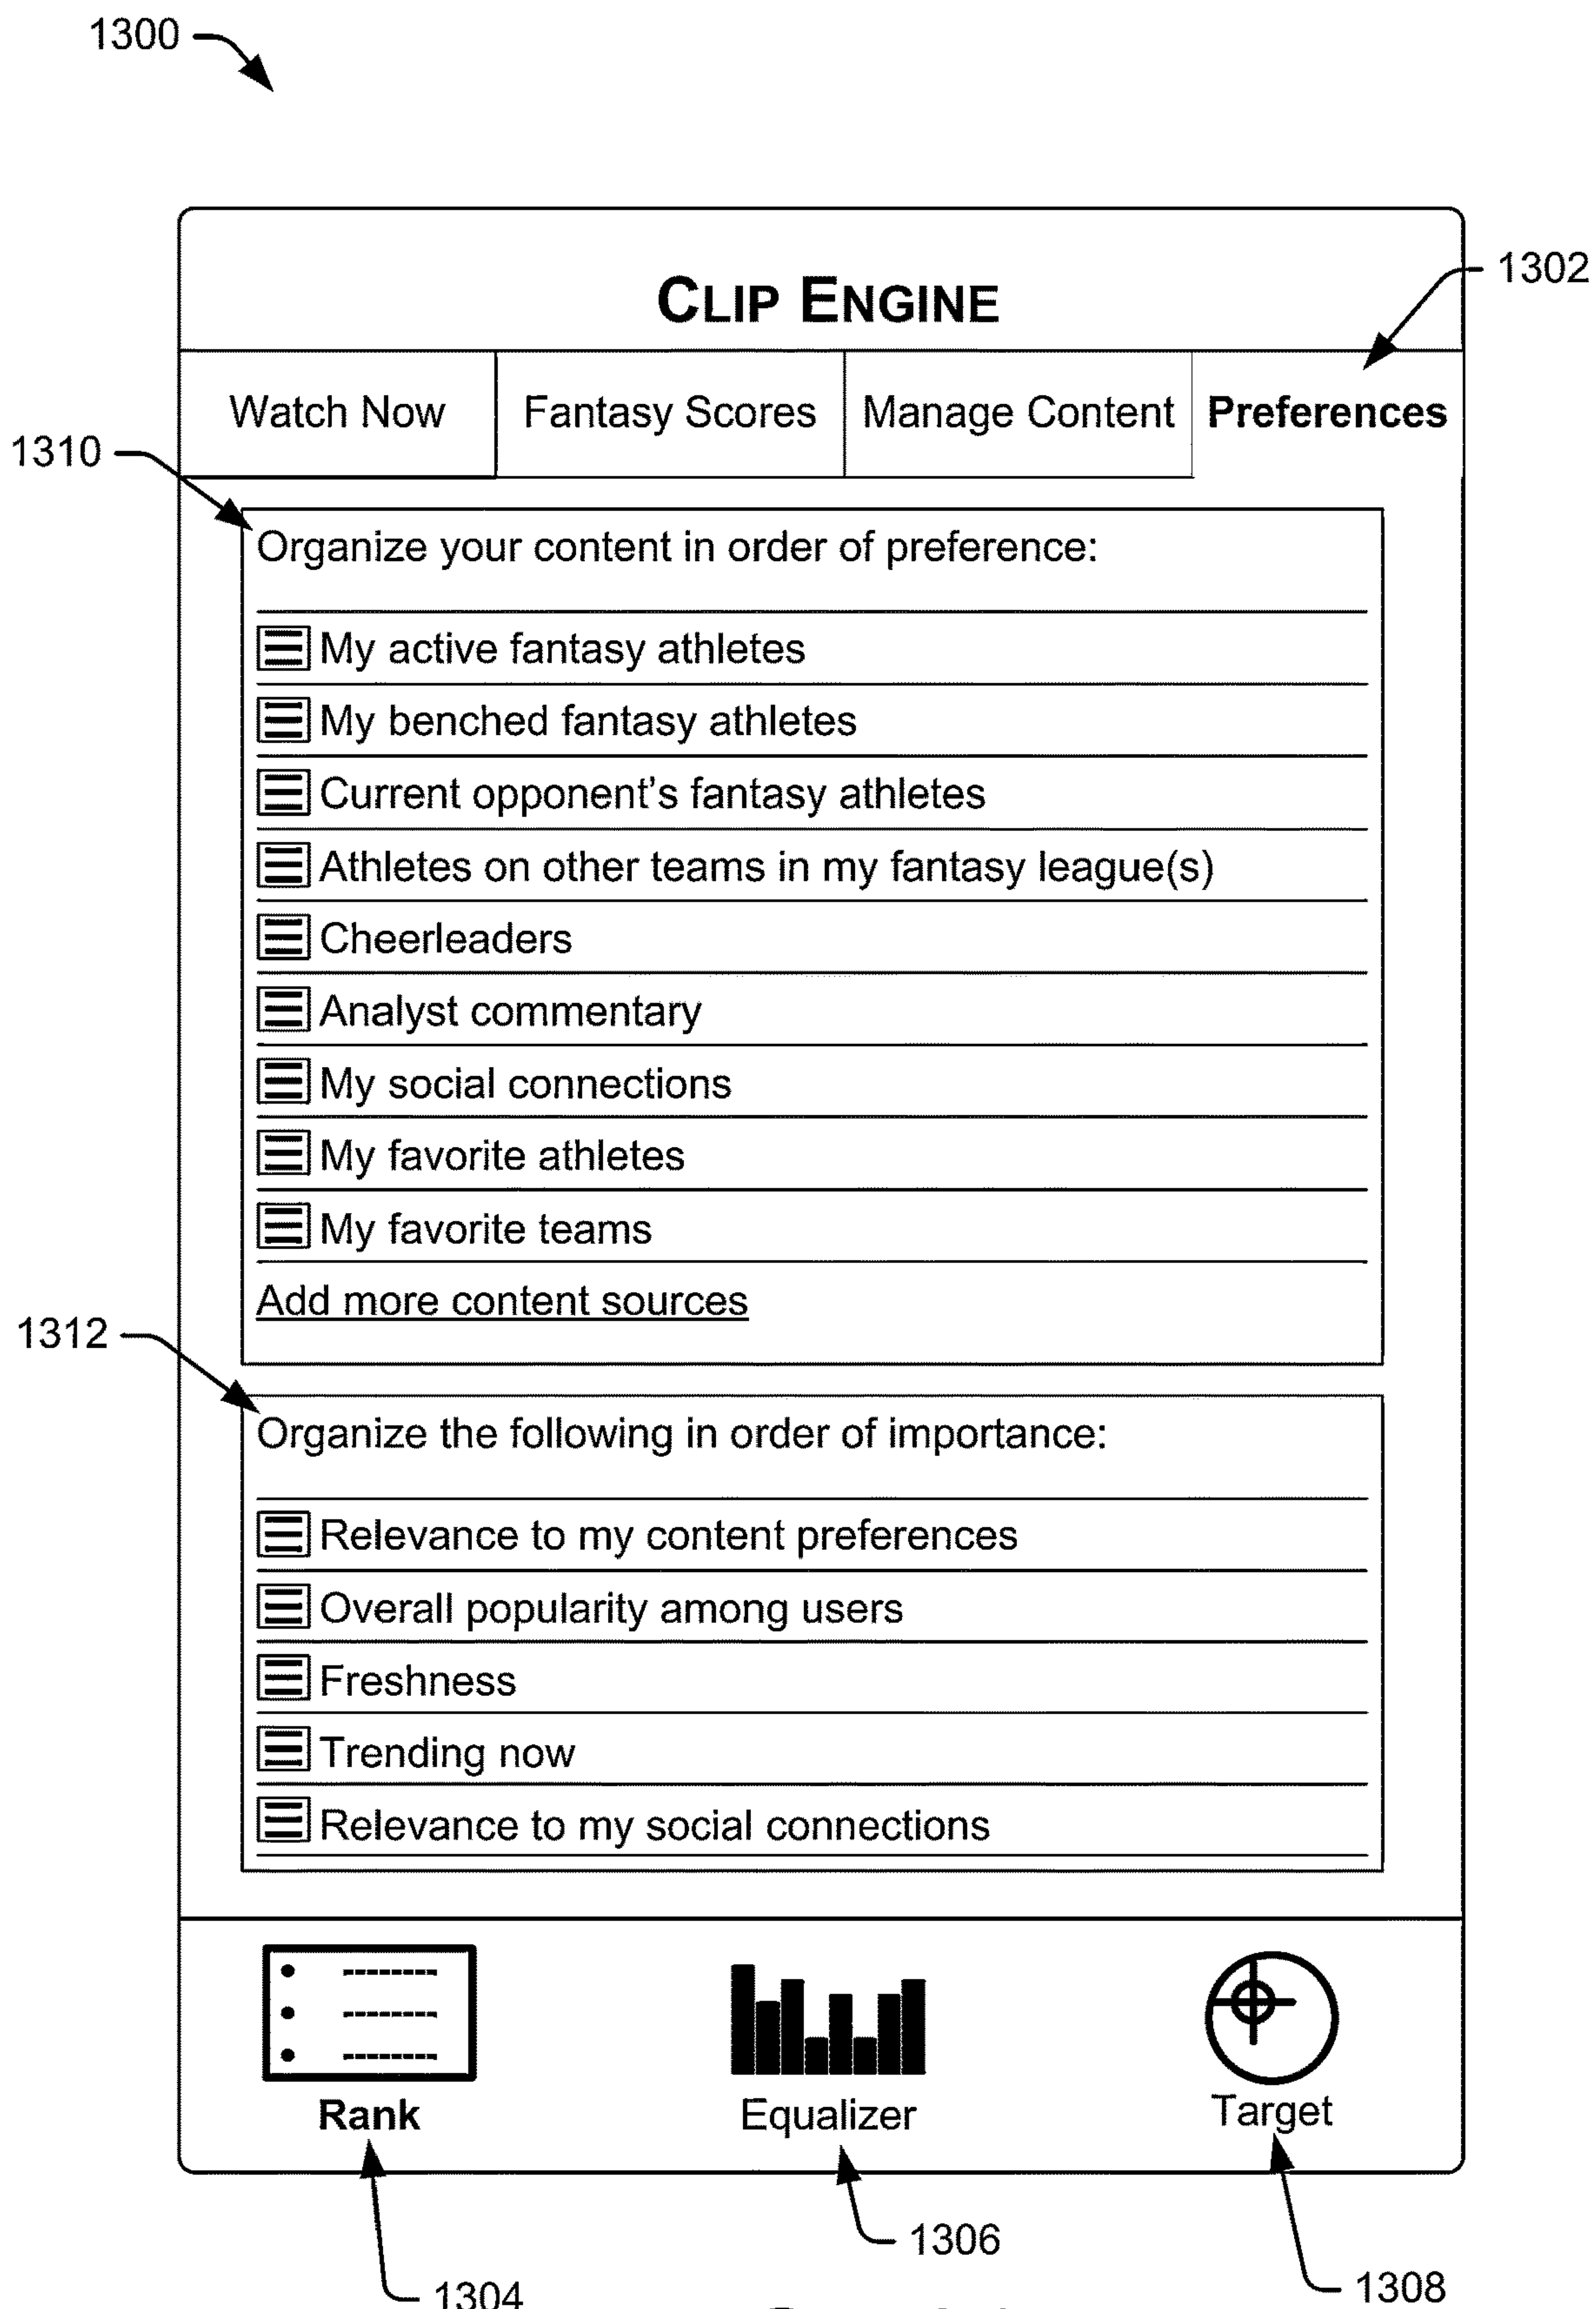 1300
CLIP ENGINE
1302
Watch Now Fantasy Scores Manage Content Preferences
1310
Organize your content in order of preference:
My active fantasy athletes
My benched fantasy athletes
Current opponent's fantasy athletes
Athletes on other teams in my fantasy league(s)
Cheerleaders
Analyst commentary
My social connections
My favorite athletes
My favorite teams
Add more content sources
1312
Organize the following in order of importance:
Relevance to my content preferences
Overall popularity among users
Freshness
Trending now
Relevance to my social connections
Rank Equalizer Target
1306
1304
1308